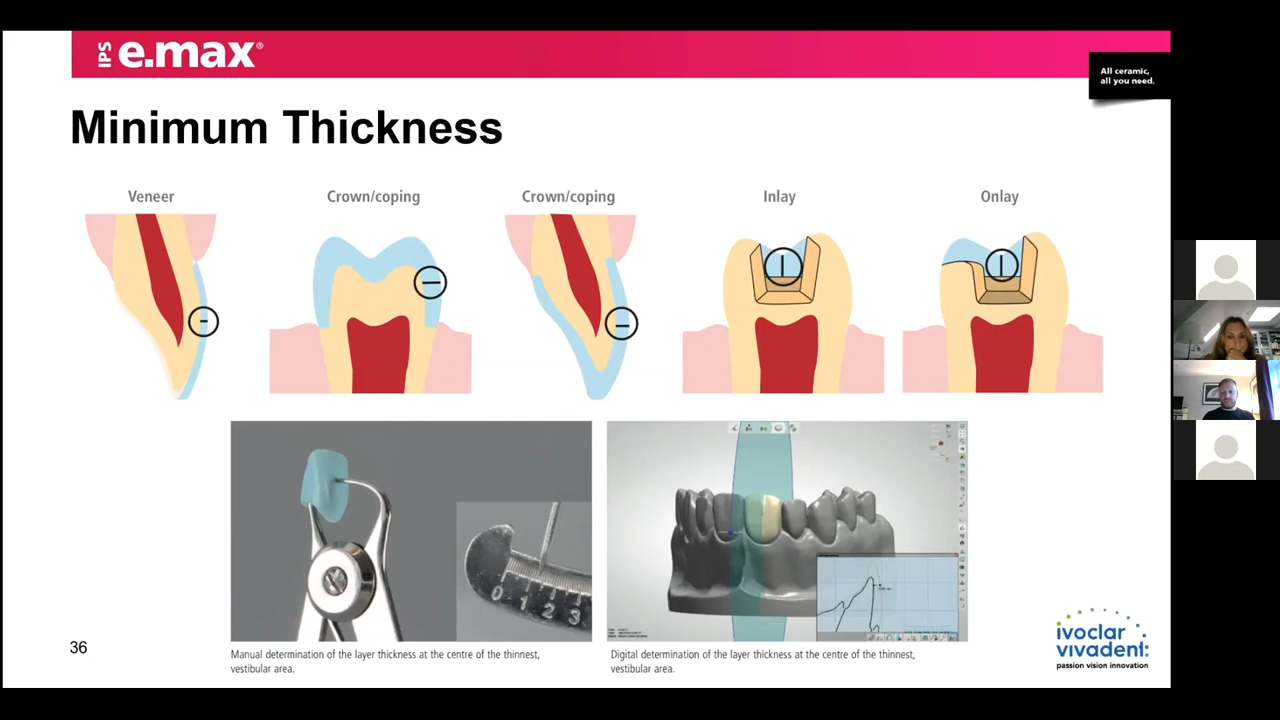 IPS e.max®
All ceramic,
all you need.
Minimum Thickness
Veneer
Crown/coping
Crown/coping
Inlay
Onlay
0 1 2 3
Manual determination of the layer thickness at the centre of the thinnest,
vestibular area.
Digital determination of the layer thickness at the centre of the thinnest,
vestibular area.
36
ivoclar
vivadent:
passion vision innovation